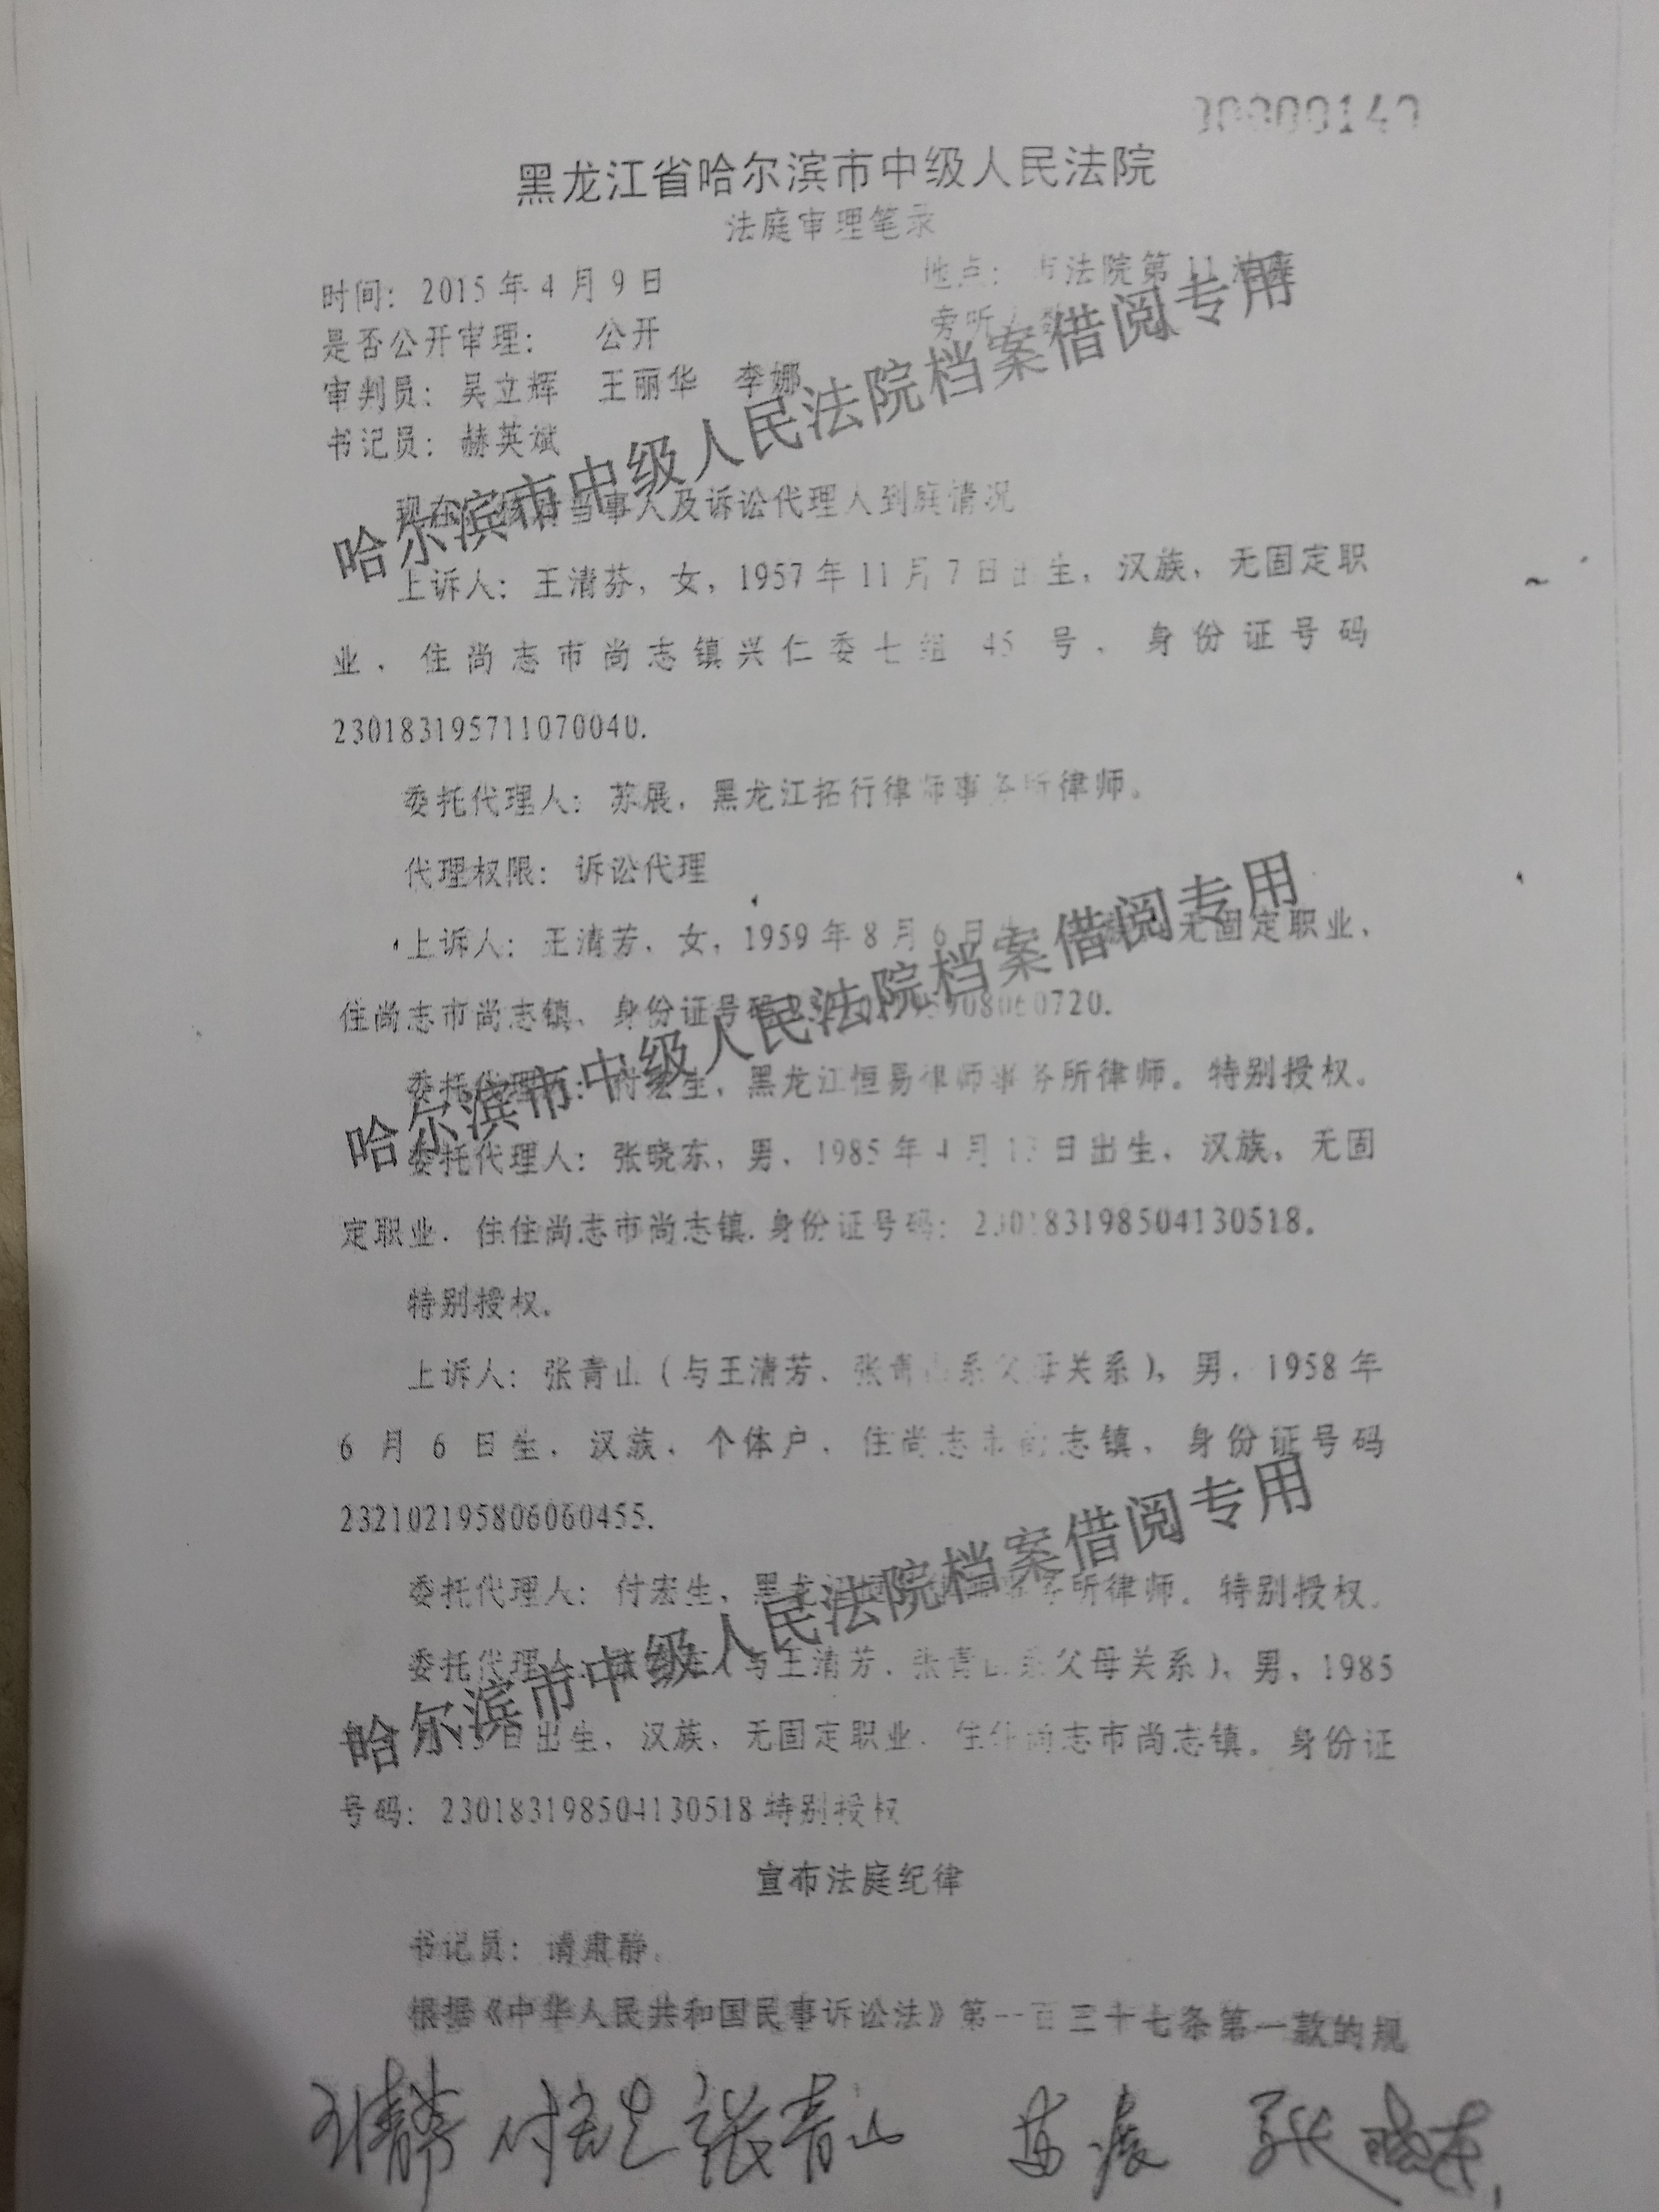 0000140
黑龙江省哈尔滨市中级人民法院
法庭审理笔录
时间：2015年4月9日 地点：市法院第11法庭
是否公开审理： 公开 旁听人数
审判员：吴立辉 王丽华 李娜
书记员：赫英斌
现在核对当事人及诉讼代理人到庭情况
上诉人：王清芬，女，1957年11月7日出生，汉族，无固定职
业，住尚志市尚志镇兴仁委七组45号，身份证号码
230183195711070040.
委托代理人：苏展，黑龙江拓行律师事务所律师。
代理权限：诉讼代理
上诉人：王清芳，女，1959年8月6日生，族，无固定职业，
住尚志市尚志镇，身份证号码5908060720.
委托代理人：付宏生，黑龙江恒易律师事务所律师。特别授权。
委托代理人：张晓东，男，1985年4月13日出生，汉族，无固
定职业，住住尚志市尚志镇.身份证号码：230183198504130518.
特别授权。
上诉人：张青山（与王清芳、张青山系父母关系），男，1958年
6月6日生，汉族，个体户，住尚志市尚志镇，身份证号码
232102195806060455.
委托代理人：付宏生，黑龙江所律师。特别授权。
委托代理人：（与王清芳、张青山系父母关系），男，1985
日出生，汉族，无固定职业，住住尚志市尚志镇。身份证
号码：230183198504130518特别授权
宣布法庭纪律
书记员：请肃静。
根据《中华人民共和国民事诉讼法》第一百三十七条第一款的规
付宏生 张青山 苏展 张晓东
哈尔滨市中级人民法院档案借阅专用
哈尔滨市中级人民法院档案借阅专用
哈尔滨市中级人民法院档案借阅专用